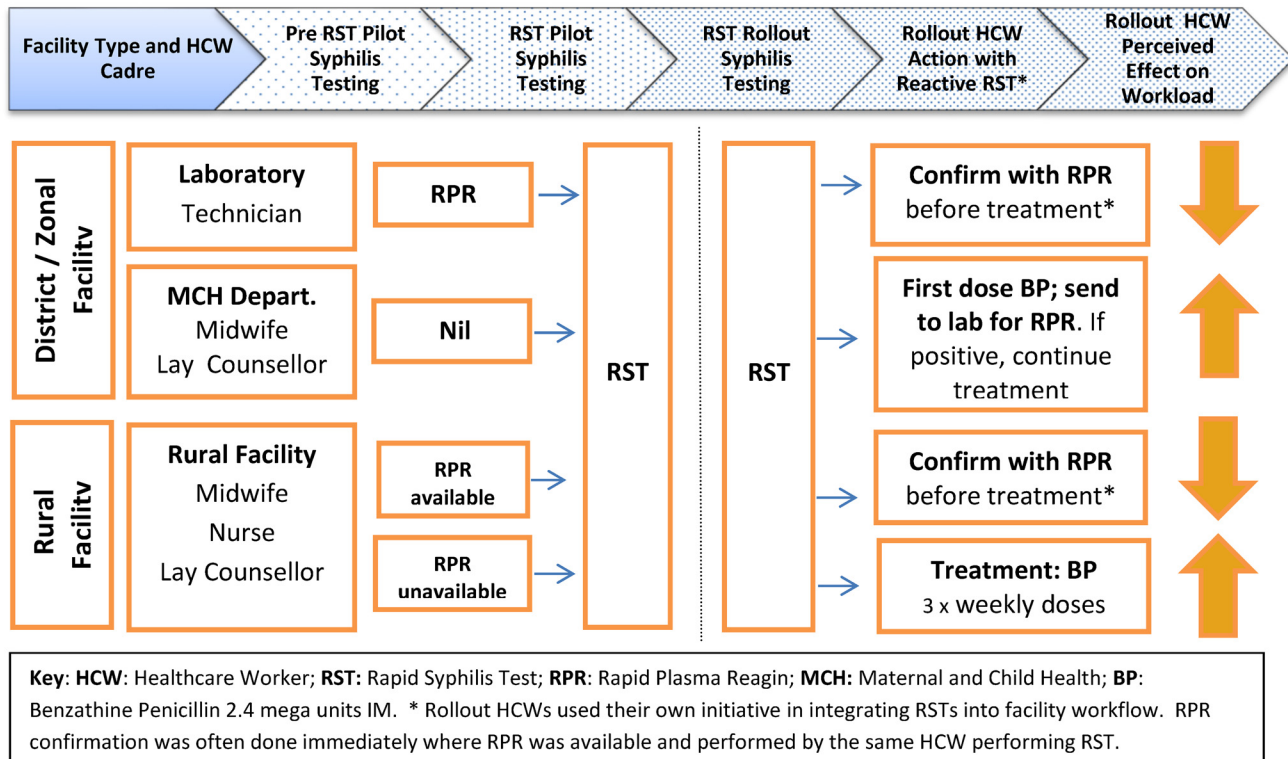 Facility Type and HCW
Cadre
Pre RST Pilot
Syphilis
Testing
RST Pilot
Syphilis
Testing
RST Rollout
Syphilis
Testing
Rollout HCW
Action with
Reactive RST*
Rollout HCW
Perceived
Effect on
Workload
District / Zonal
Facility
Laboratory
Technician
RPR
MCH Depart.
Midwife
Lay Counsellor
Nil
Rural
Facility
Rural Facility
Midwife
Nurse
Lay Counsellor
RPR
available
RPR
unavailable
RST
RST
Confirm with RPR
before treatment*
First dose BP; send
to lab for RPR. If
positive, continue
treatment
Confirm with RPR
before treatment*
Treatment: BP
3 x weekly doses
Key: HCW: Healthcare Worker; RST: Rapid Syphilis Test; RPR: Rapid Plasma Reagin; MCH: Maternal and Child Health; BP:
Benzathine Penicillin 2.4 mega units IM. * Rollout HCWs used their own initiative in integrating RSTs into facility workflow. RPR
confirmation was often done immediately where RPR was available and performed by the same HCW performing RST.